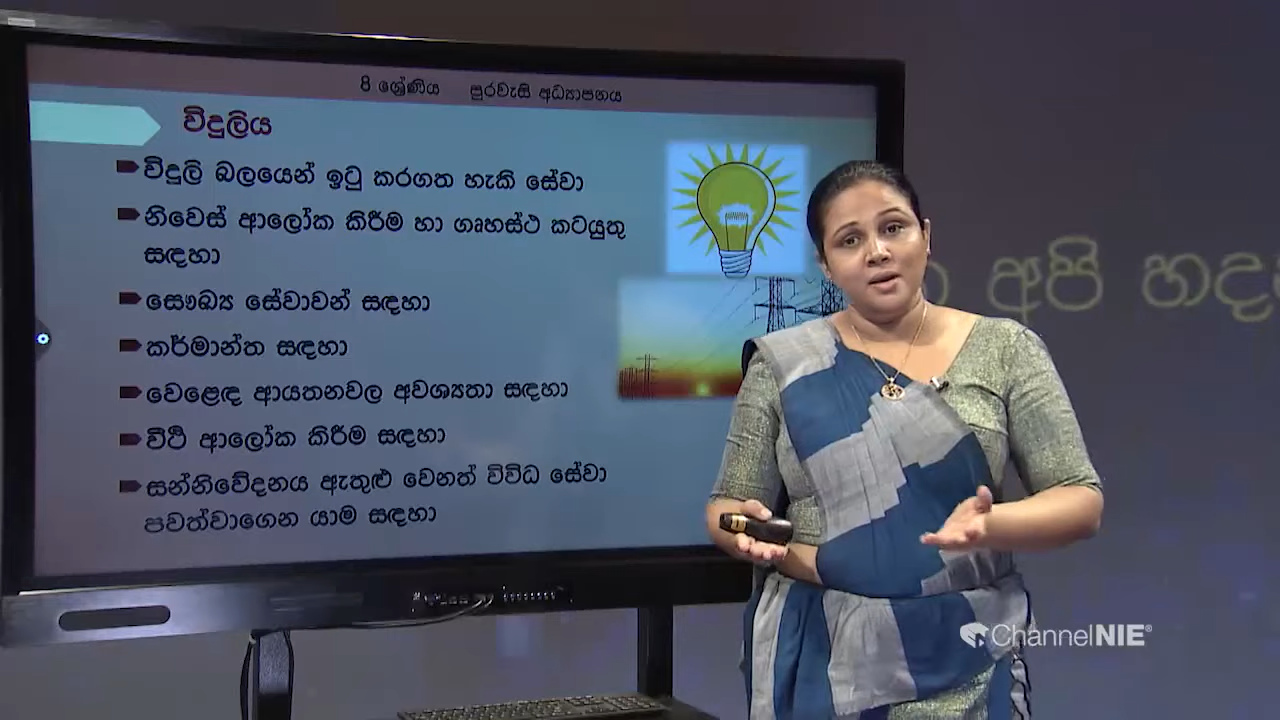 8 ශ්‍රේණිය පුරවැසි අධ්‍යාපනය
විදුලිය
විදුලි බලයෙන් ඉටු කරගත හැකි සේවා
නිවෙස් ආලෝක කිරීම හා ගෘහස්ථ කටයුතු
සඳහා
සෞඛ්‍ය සේවාවන් සඳහා
කර්මාන්ත සඳහා
වෙළෙඳ ආයතනවල අවශ්‍යතා සඳහා
වීථි ආලෝක කිරීම සඳහා
සන්නිවේදනය ඇතුළු වෙනත් විවිධ සේවා
පවත්වාගෙන යාම සඳහා
අපි
ChannelNIE®